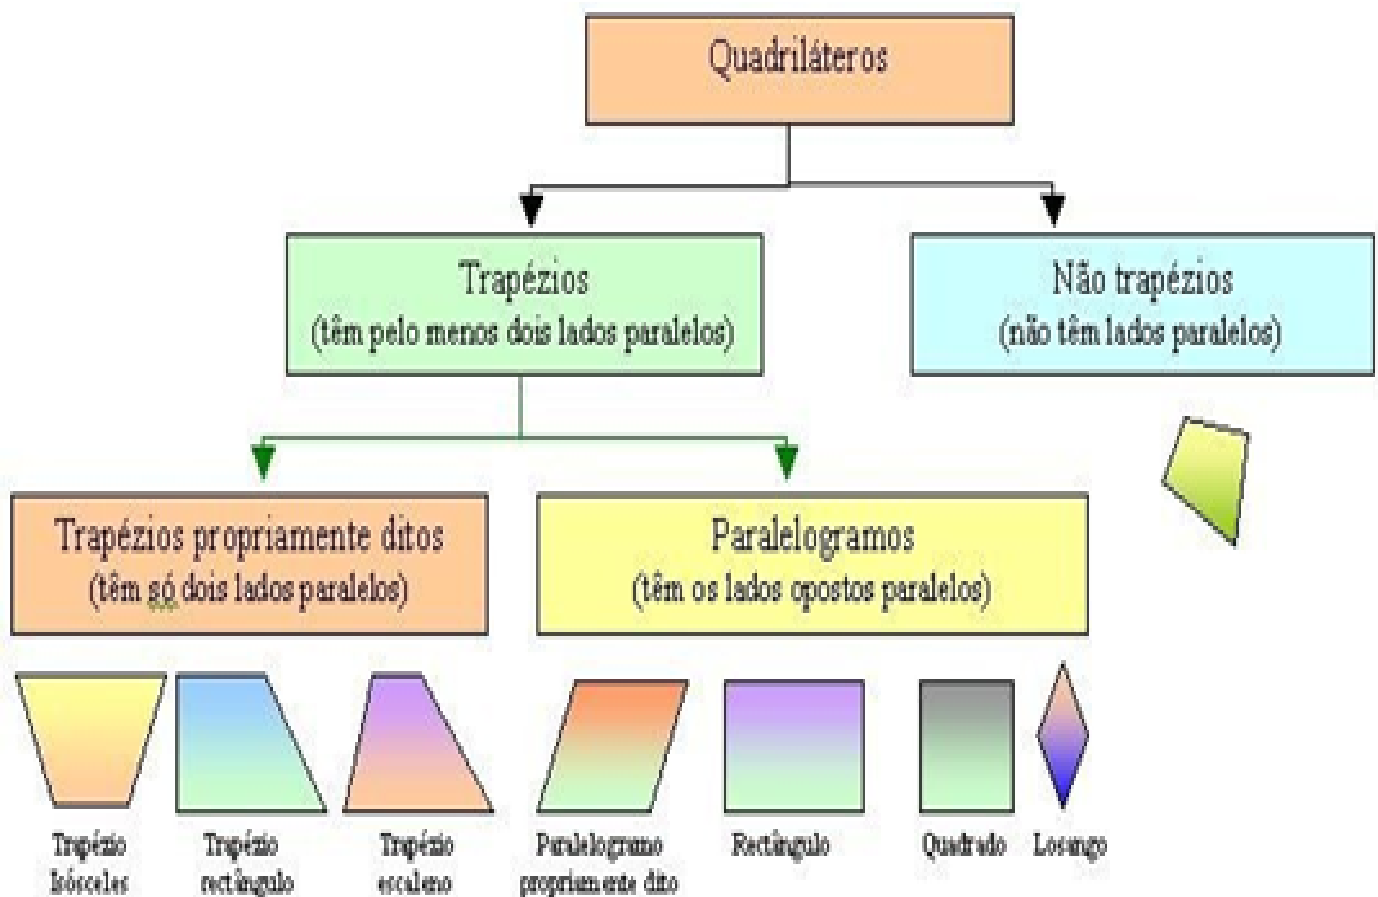 Quadriláteros
Trapézios
(têm pelo menos dois lados paralelos)
Não trapézios
(não têm lados paralelos)
Trapézios propriamente ditos
(têm só dois lados paralelos)
Paralelogramos
(têm os lados opostos paralelos)
Trapézio
Isósceles
Trapézio
rectângulo
Trapézio
escaleno
Paralelogramo
propriamente dito
Rectângulo
Quadrado
Losango